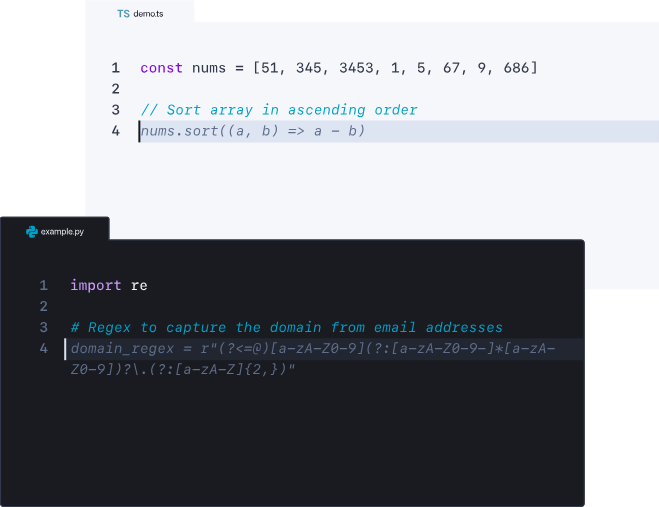 TS demo.ts
1 const nums = [51, 345, 3453, 1, 5, 67, 9, 686]
2
3 // Sort array in ascending order
4 nums.sort((a, b) => a - b)
example.py
1 import re
2
3 # Regex to capture the domain from email addresses
4 domain_regex = r"(?<=@)[a-zA-Z0-9](?:[a-zA-Z0-9-]*[a-zA-
Z0-9])?\.(?:[a-zA-Z]{2,})"